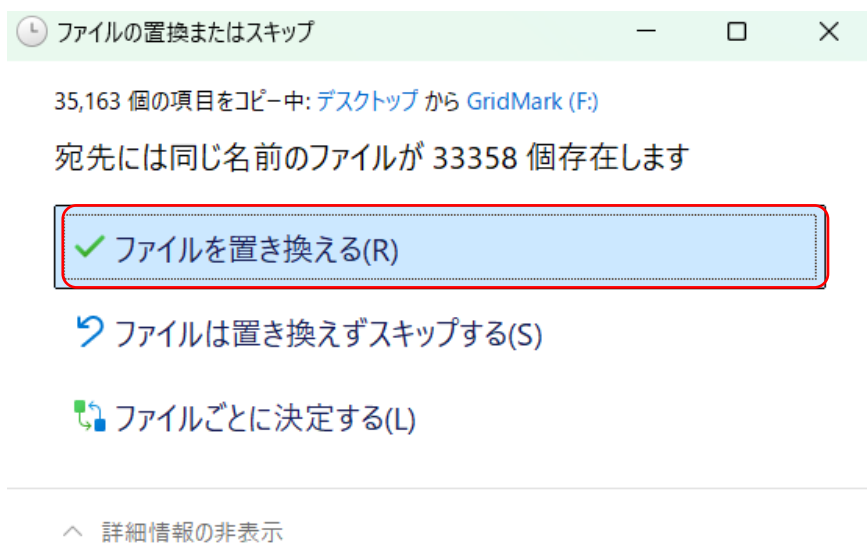 ファイルの置換またはスキップ
35,163 個の項目をコピー中: デスクトップ から GridMark (F:)
宛先には同じ名前のファイルが 33358 個存在します
ファイルを置き換える(R)
ファイルは置き換えずスキップする(S)
ファイルごとに決定する(L)
詳細情報の非表示